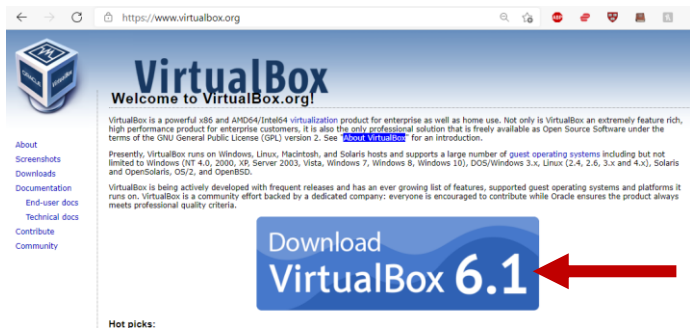 https://www.virtualbox.org
VirtualBox
Welcome to VirtualBox.org!
VirtualBox is a powerful x86 and AMD64/Intel64 virtualization product for enterprise as well as home use. Not only is VirtualBox an extremely feature rich,
high performance product for enterprise customers, it is also the only professional solution that is freely available as Open Source Software under the
terms of the GNU General Public License (GPL) version 2. See "About VirtualBox" for an introduction.
Presently, VirtualBox runs on Windows, Linux, Macintosh, and Solaris hosts and supports a large number of guest operating systems including but not
limited to Windows (NT 4.0, 2000, XP, Server 2003, Vista, Windows 7, Windows 8, Windows 10), DOS/Windows 3.x, Linux (2.4, 2.6, 3.x and 4.x), Solaris
and OpenSolaris, OS/2, and OpenBSD.
VirtualBox is being actively developed with frequent releases and has an ever growing list of features, supported guest operating systems and platforms it
runs on. VirtualBox is a community effort backed by a dedicated company: everyone is encouraged to contribute while Oracle ensures the product always
meets professional quality criteria.
About
Screenshots
Downloads
Documentation
End-user docs
Technical docs
Contribute
Community
Download
VirtualBox 6.1
Hot picks: